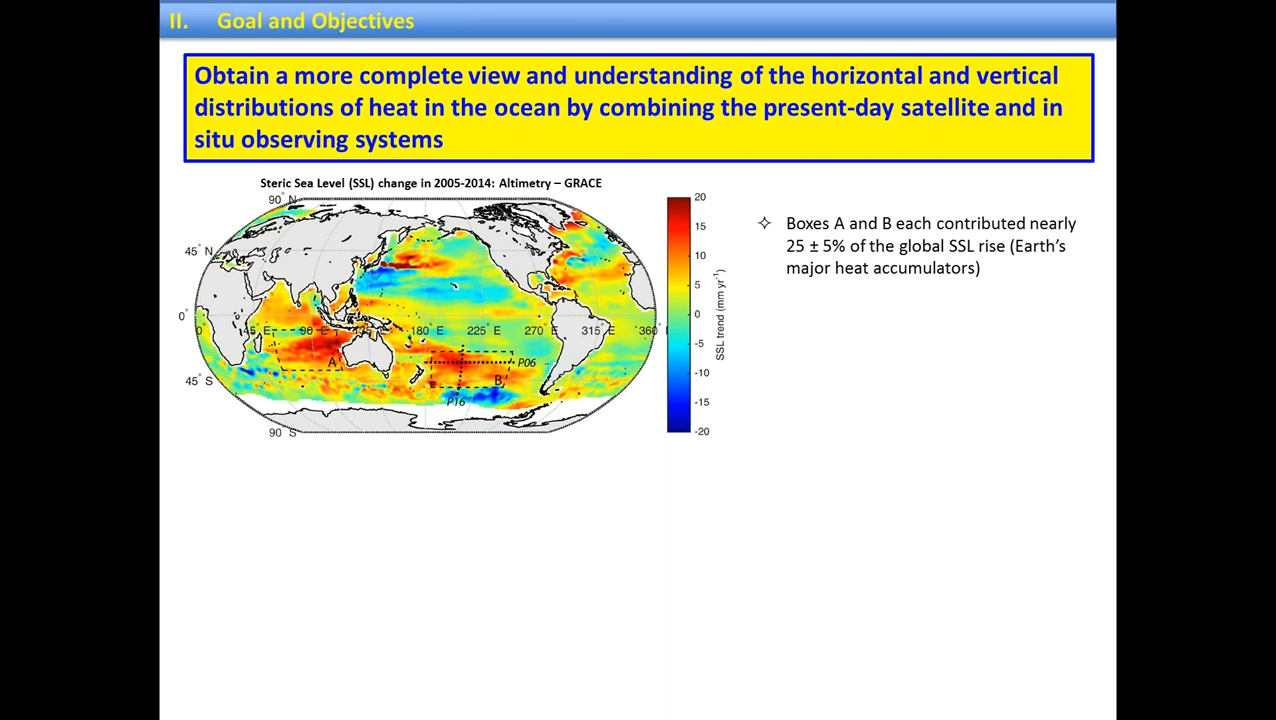 II. Goal and Objectives
Obtain a more complete view and understanding of the horizontal and vertical
distributions of heat in the ocean by combining the present-day satellite and in
situ observing systems
Steric Sea Level (SSL) change in 2005-2014: Altimetry – GRACE
90° N
45° N
0°
0° 45° E 90° E 180° E 225° E 270° E 315° E 360°
A
P06
45° S
B
P16
90° S
20
15
10
5
0
-5
-10
-15
-20
SSL trend (mm yr⁻¹)
✧ Boxes A and B each contributed nearly
25 ± 5% of the global SSL rise (Earth’s
major heat accumulators)